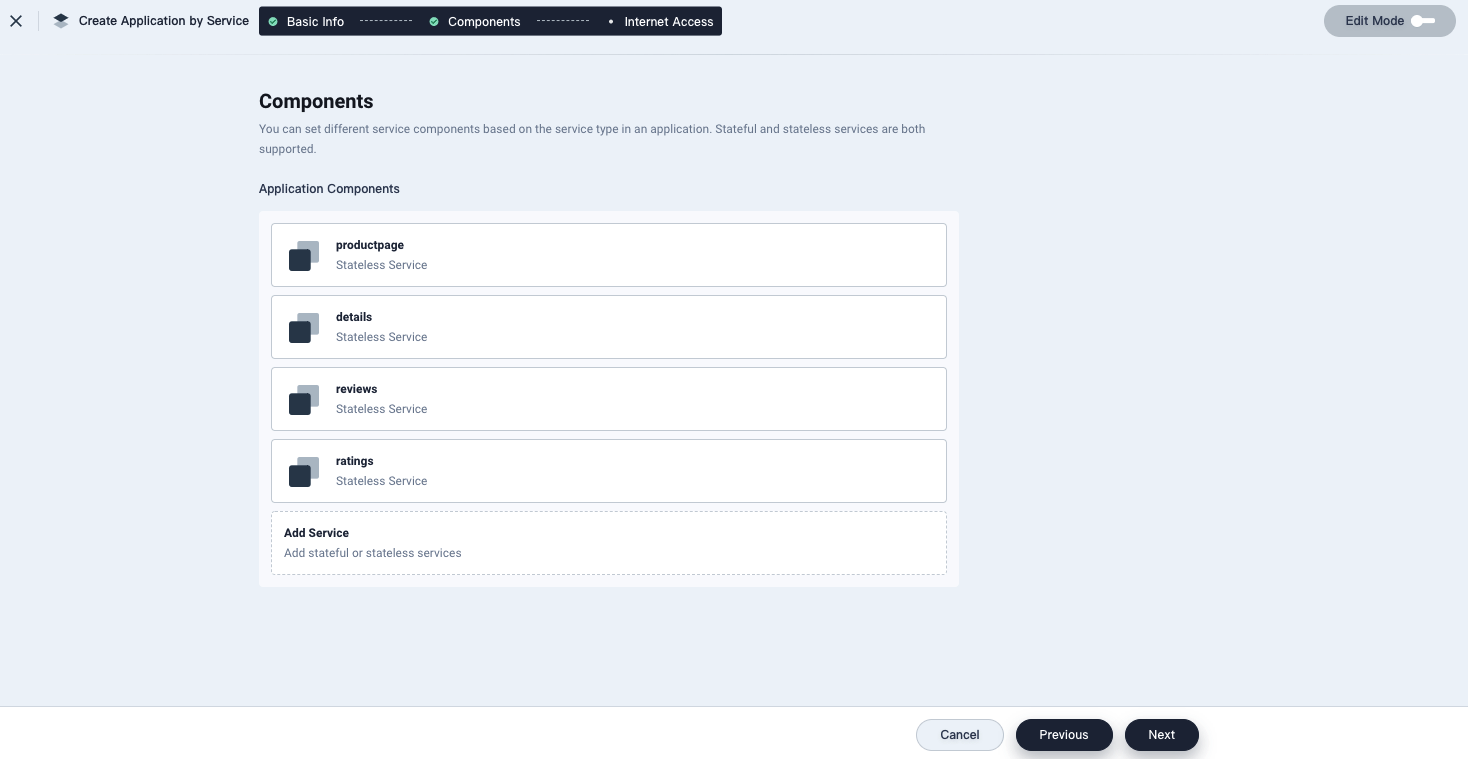 Create Application by Service
Basic Info
Components
Internet Access
Edit Mode
Components
You can set different service components based on the service type in an application. Stateful and stateless services are both
supported.
Application Components
productpage
Stateless Service
details
Stateless Service
reviews
Stateless Service
ratings
Stateless Service
Add Service
Add stateful or stateless services
Cancel
Previous
Next